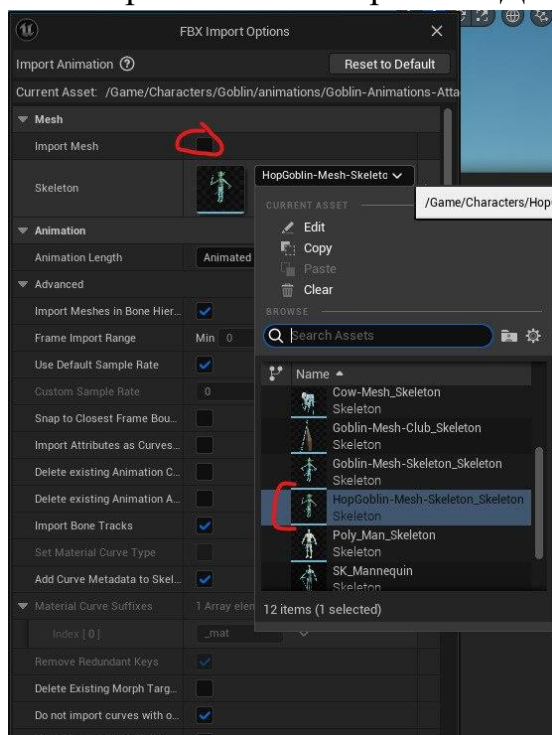 FBX Import Options
Import Animation
Reset to Default
Current Asset: /Game/Characters/Goblin/animations/Goblin-Animations-Atta
Mesh
Import Mesh
Skeleton
HopGoblin-Mesh-Skeletc
/Game/Characters/Hop
CURRENT ASSET
Edit
Copy
Paste
Clear
BROWSE
Search Assets
Name
Cow-Mesh_Skeleton
Skeleton
Goblin-Mesh-Club_Skeleton
Skeleton
Goblin-Mesh-Skeleton_Skeleton
Skeleton
HopGoblin-Mesh-Skeleton_Skeleton
Skeleton
Poly_Man_Skeleton
Skeleton
SK_Mannequin
Skeleton
12 items (1 selected)
Animation
Animation Length Animated
Advanced
Import Meshes in Bone Hier...
Frame Import Range Min 0
Use Default Sample Rate
Custom Sample Rate 0
Snap to Closest Frame Bou...
Import Attributes as Curves...
Delete existing Animation C...
Delete existing Animation A...
Import Bone Tracks
Set Material Curve Type
Add Curve Metadata to Skel...
Material Curve Suffixes 1 Array elen
Index [ 0 ] _mat
Remove Redundant Keys
Delete Existing Morph Targ...
Do not import curves with o...